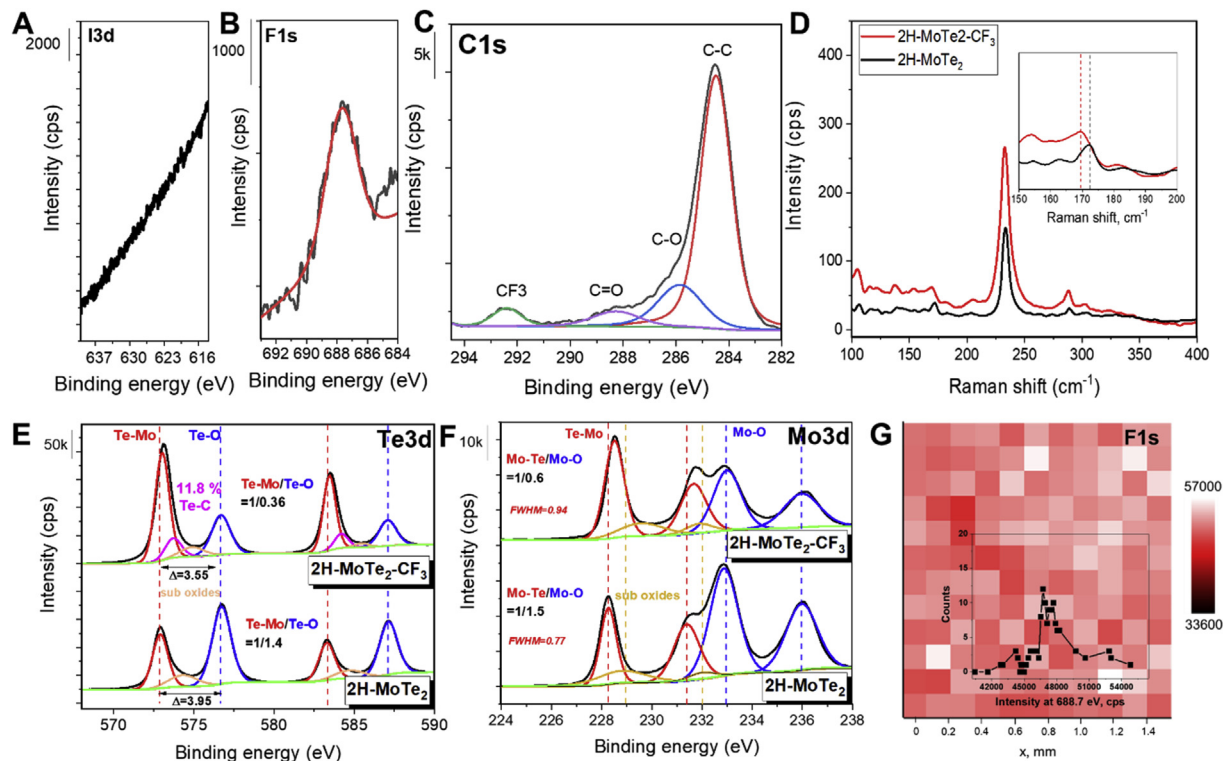 A
2000
I3d
Intensity (cps)
637 630 623 616
Binding energy (eV)
B
1000
F1s
Intensity (cps)
692 690 688 686 684
Binding energy (eV)
C
5k
C1s
C-C
C-O
C=O
CF3
Intensity (cps)
294 292 290 288 286 284 282
Binding energy (eV)
D
2H-MoTe2-CF₃
2H-MoTe₂
450
400
350
300
250
200
150
100
50
0
Intensity (cps)
150 160 170 180 190 200
Raman shift, cm⁻¹
100 150 200 250 300 350 400
Raman shift (cm⁻¹)
E
50k
Te-Mo
Te-O
Te3d
11.8 %
Te-C
Te-Mo/Te-O
=1/0.36
2H-MoTe₂-CF₃
Δ=3.55
sub oxides
Te-Mo/Te-O
=1/1.4
2H-MoTe₂
Δ=3.95
Intensity (cps)
570 575 580 585 590
Binding energy (eV)
F
10k
Te-Mo
Mo-O
Mo3d
Mo-Te/Mo-O
=1/0.6
FWHM=0.94
2H-MoTe₂-CF₃
Mo-Te/Mo-O
=1/1.5
sub oxides
FWHM=0.77
2H-MoTe₂
Intensity (cps)
224 226 228 230 232 234 236 238
Binding energy (eV)
G
F1s
57000
33600
20
15
10
5
0
Counts
42000 45000 48000 51000 54000
Intensity at 688.7 eV, cps
0 0.2 0.4 0.6 0.8 1.0 1.2 1.4
x, mm